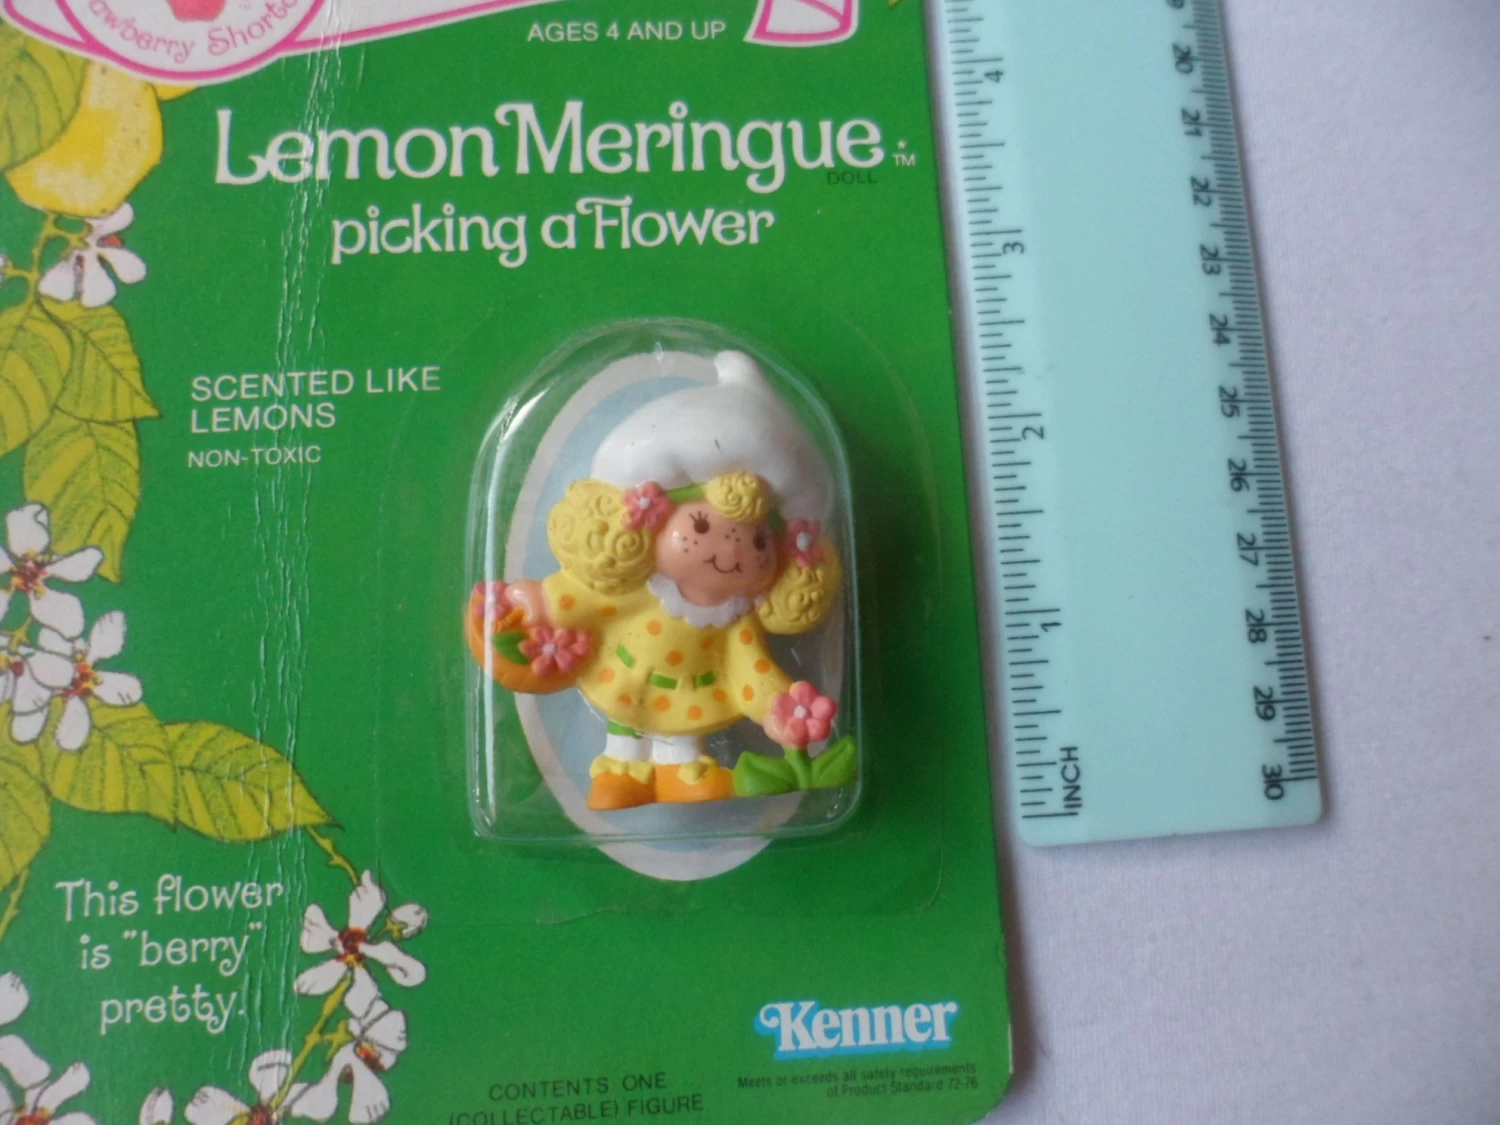 Strawberry Shortc
AGES 4 AND UP
Lemon Meringue ™
DOLL
picking a Flower
SCENTED LIKE
LEMONS
NON-TOXIC
This flower
is "berry"
pretty.
Kenner
Meets or exceeds all safety requirements
of Product Standard 72-76
CONTENTS ONE
(COLLECTABLE) FIGURE
4
3
2
1
INCH
20
21
22
23
24
25
26
27
28
29
30